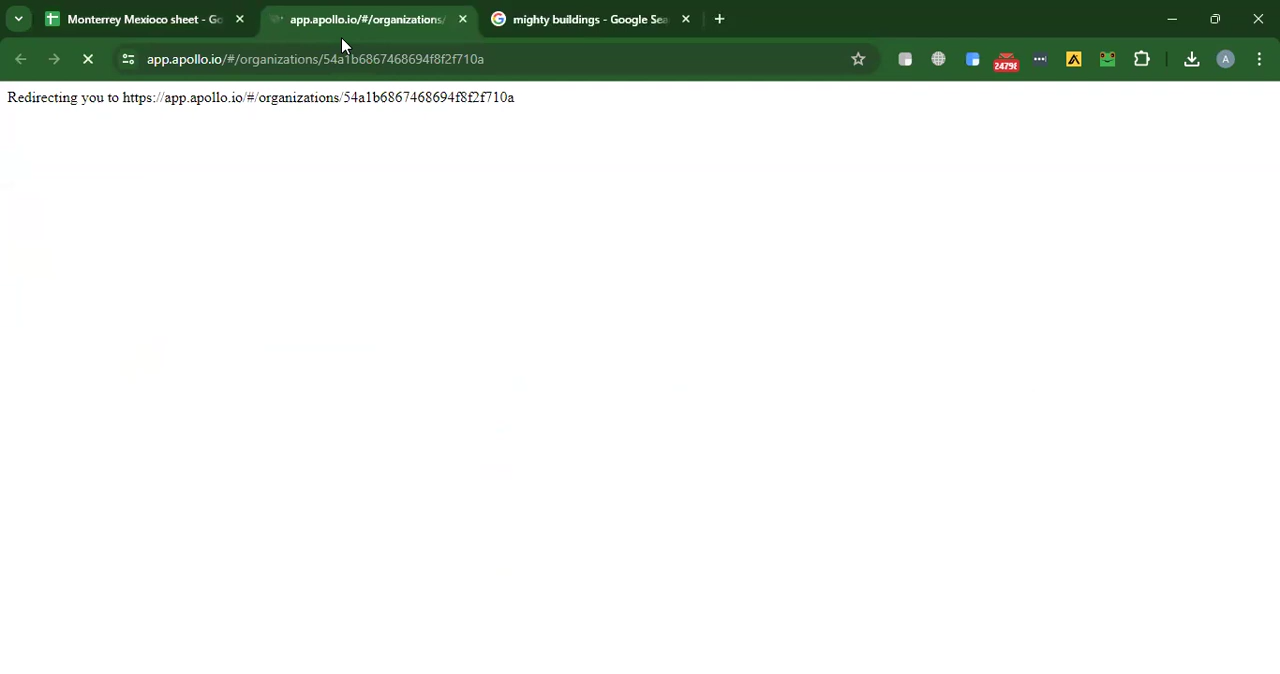 Monterrey Mexioco sheet - Go
app.apollo.io/#/organizations/
mighty buildings - Google Sea
app.apollo.io/#/organizations/54a1b6867468694f8f2f710a
24798
A
Redirecting you to https://app.apollo.io/#/organizations/54a1b6867468694f8f2f710a